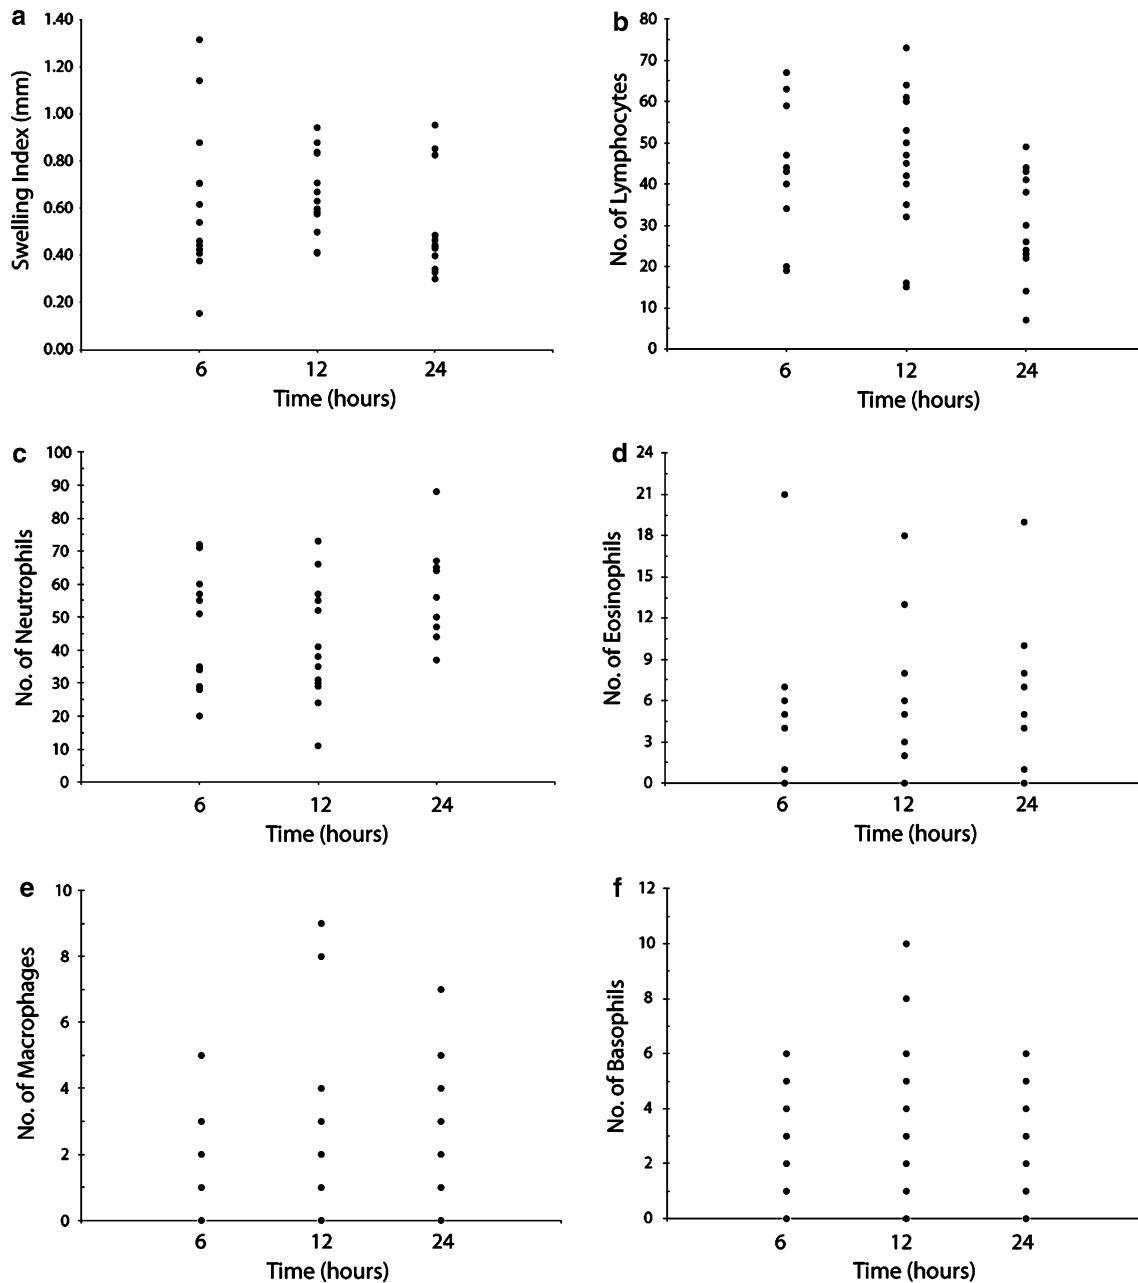 a
Swelling Index (mm)
1.40
1.20
1.00
0.80
0.60
0.40
0.20
0.00
6 12 24
Time (hours)
b
No. of Lymphocytes
80
70
60
50
40
30
20
10
0
6 12 24
Time (hours)
c
No. of Neutrophils
100
90
80
70
60
50
40
30
20
10
0
6 12 24
Time (hours)
d
No. of Eosinophils
24
21
18
15
12
9
6
3
0
6 12 24
Time (hours)
e
No. of Macrophages
10
8
6
4
2
0
6 12 24
Time (hours)
f
No. of Basophils
12
10
8
6
4
2
0
6 12 24
Time (hours)